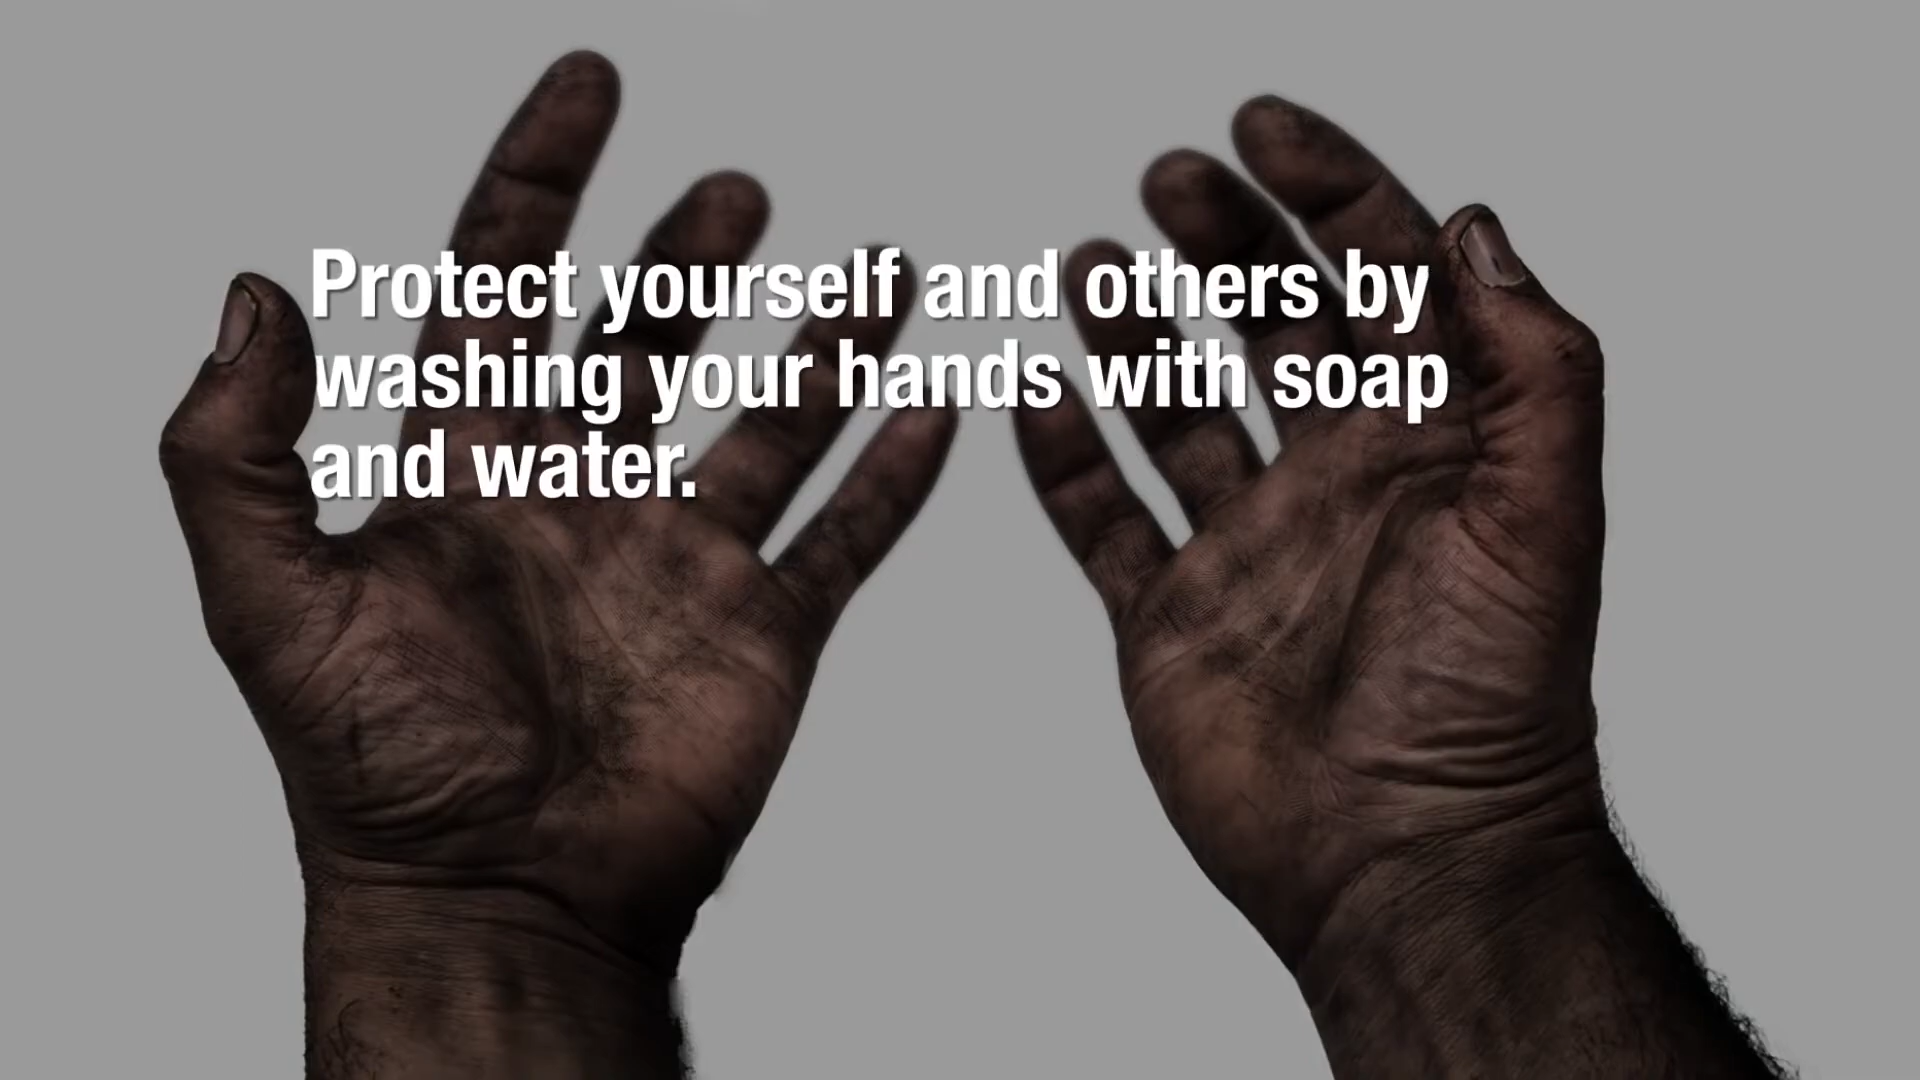 Protect yourself and others by
washing your hands with soap
and water.